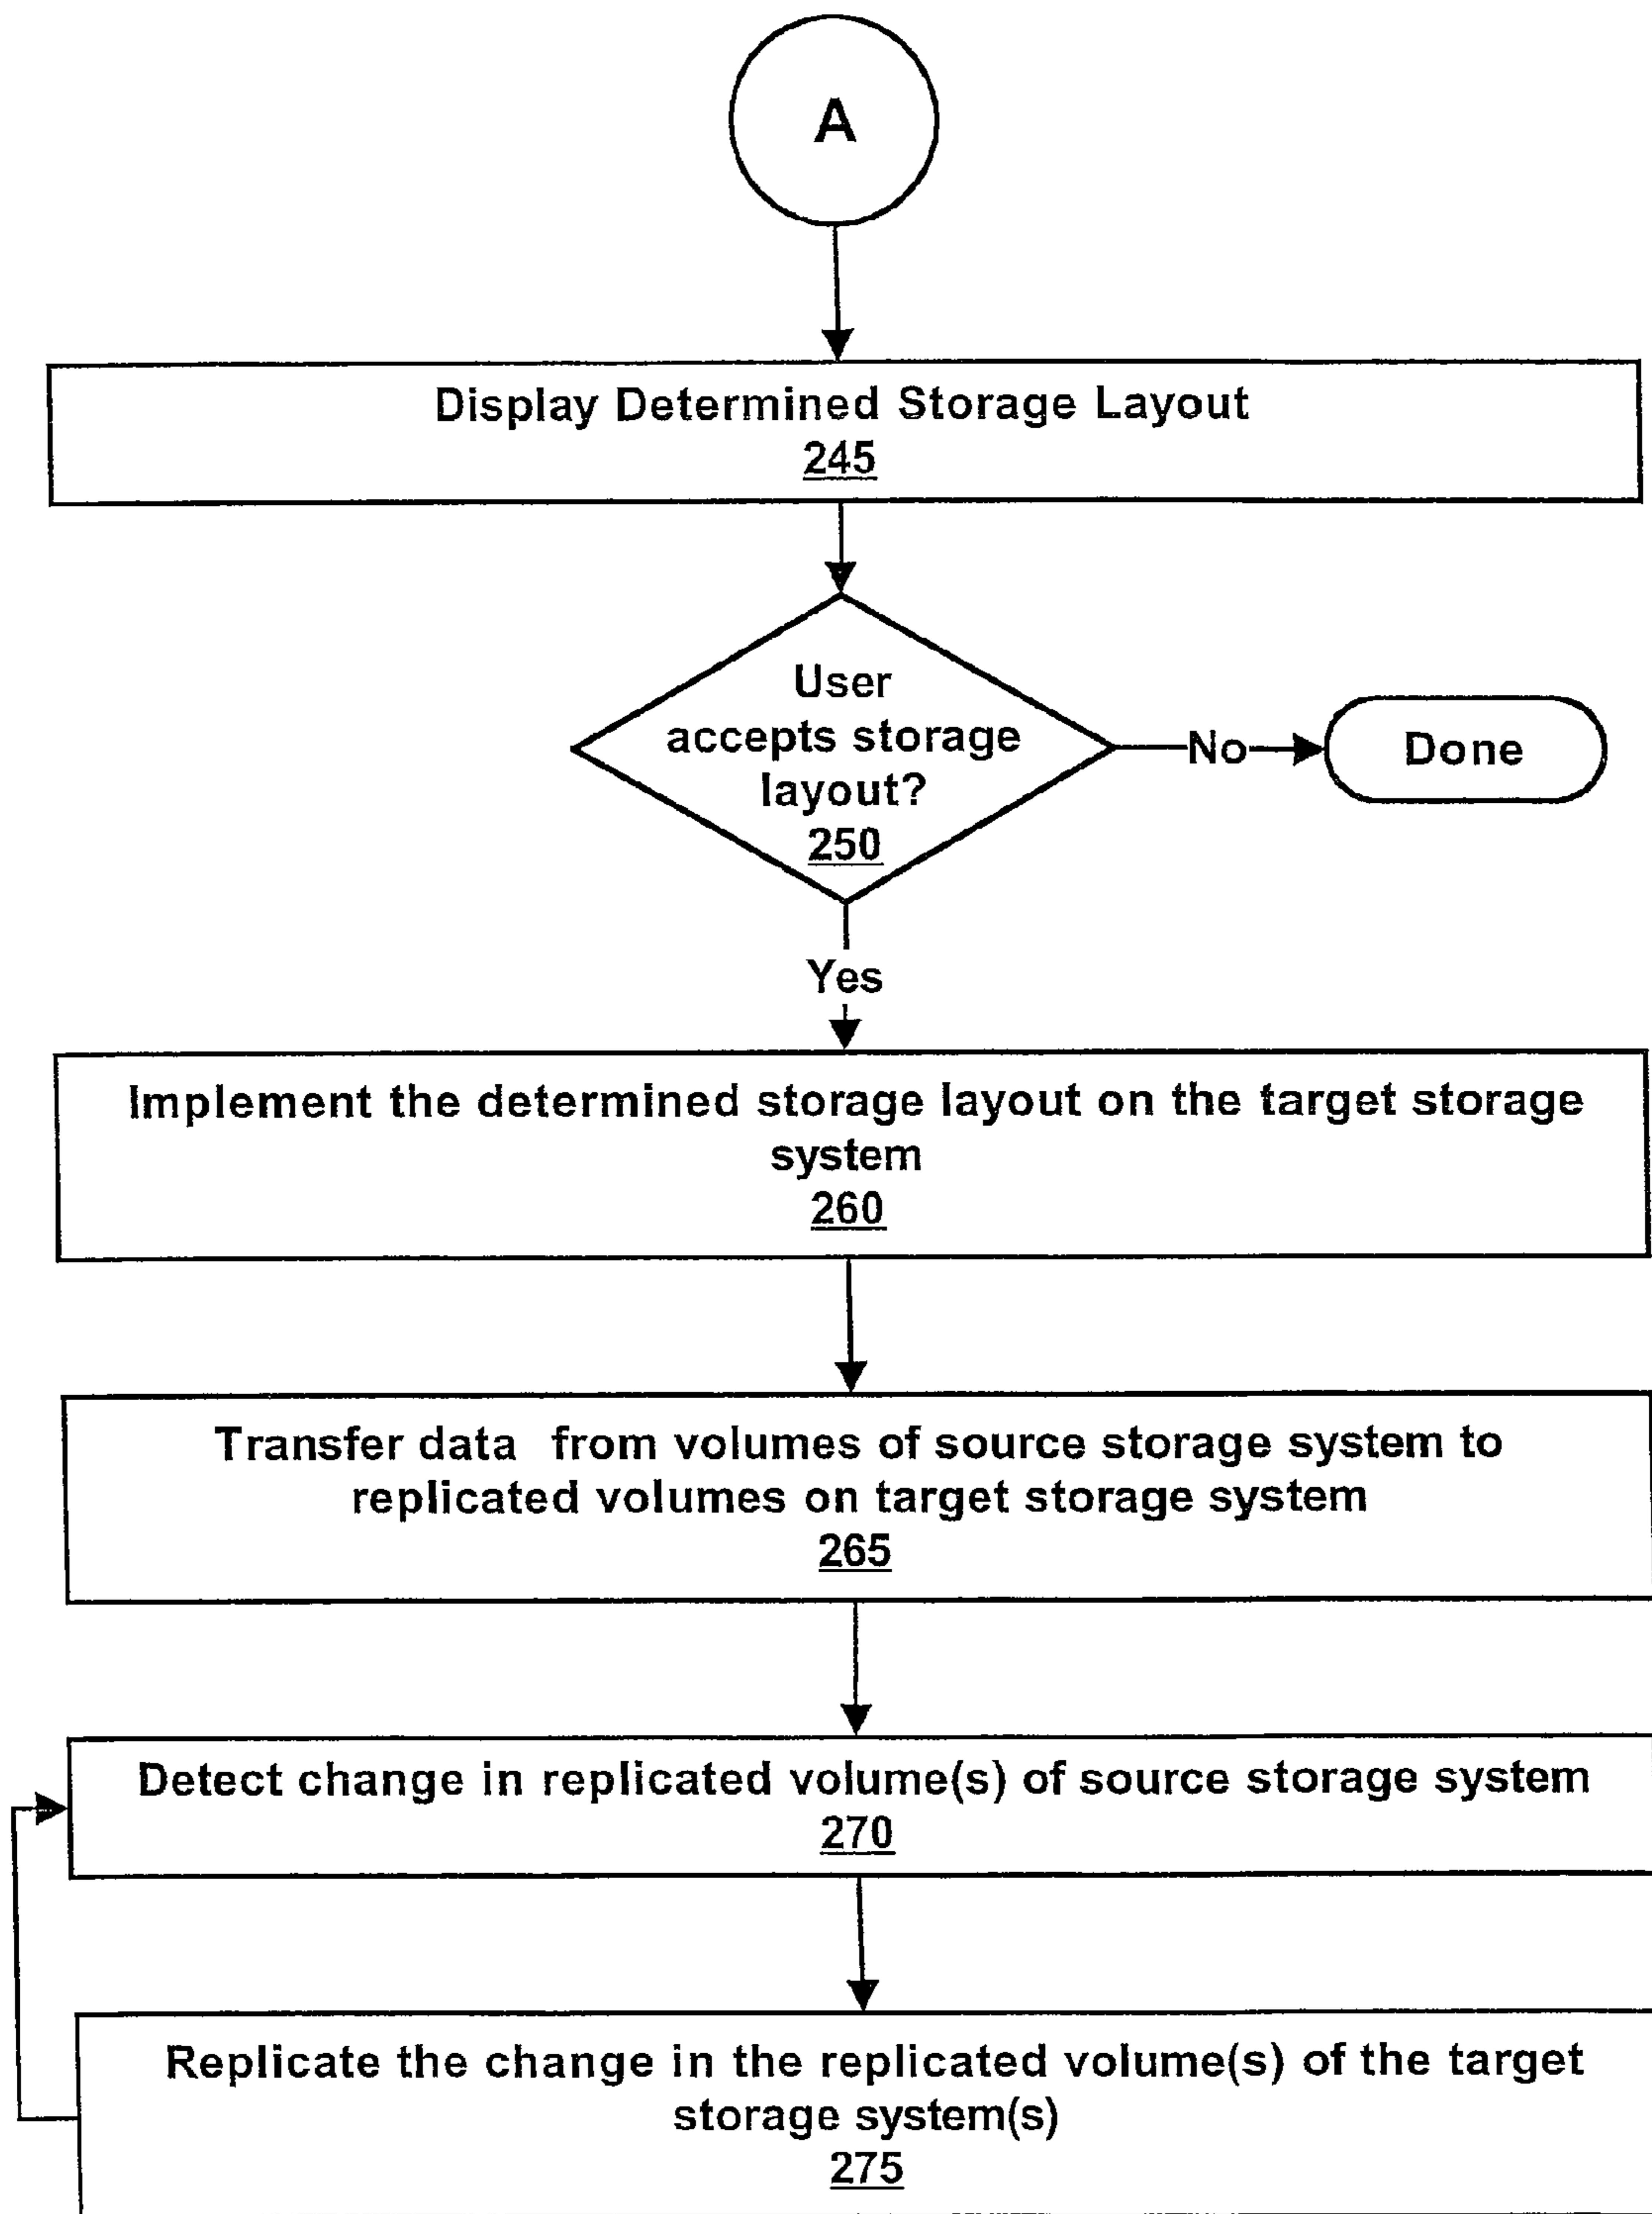 A
Display Determined Storage Layout
245
User
accepts storage
layout?
250
No
Done
Yes
Implement the determined storage layout on the target storage
system
260
Transfer data from volumes of source storage system to
replicated volumes on target storage system
265
Detect change in replicated volume(s) of source storage system
270
Replicate the change in the replicated volume(s) of the target
storage system(s)
275